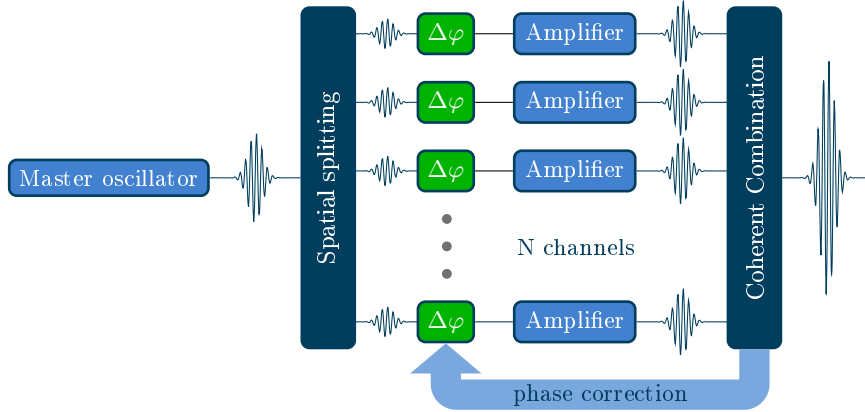 Master oscillator
Spatial splitting
Δφ
Amplifier
Δφ
Amplifier
Δφ
Amplifier
N channels
Δφ
Amplifier
Coherent Combination
phase correction